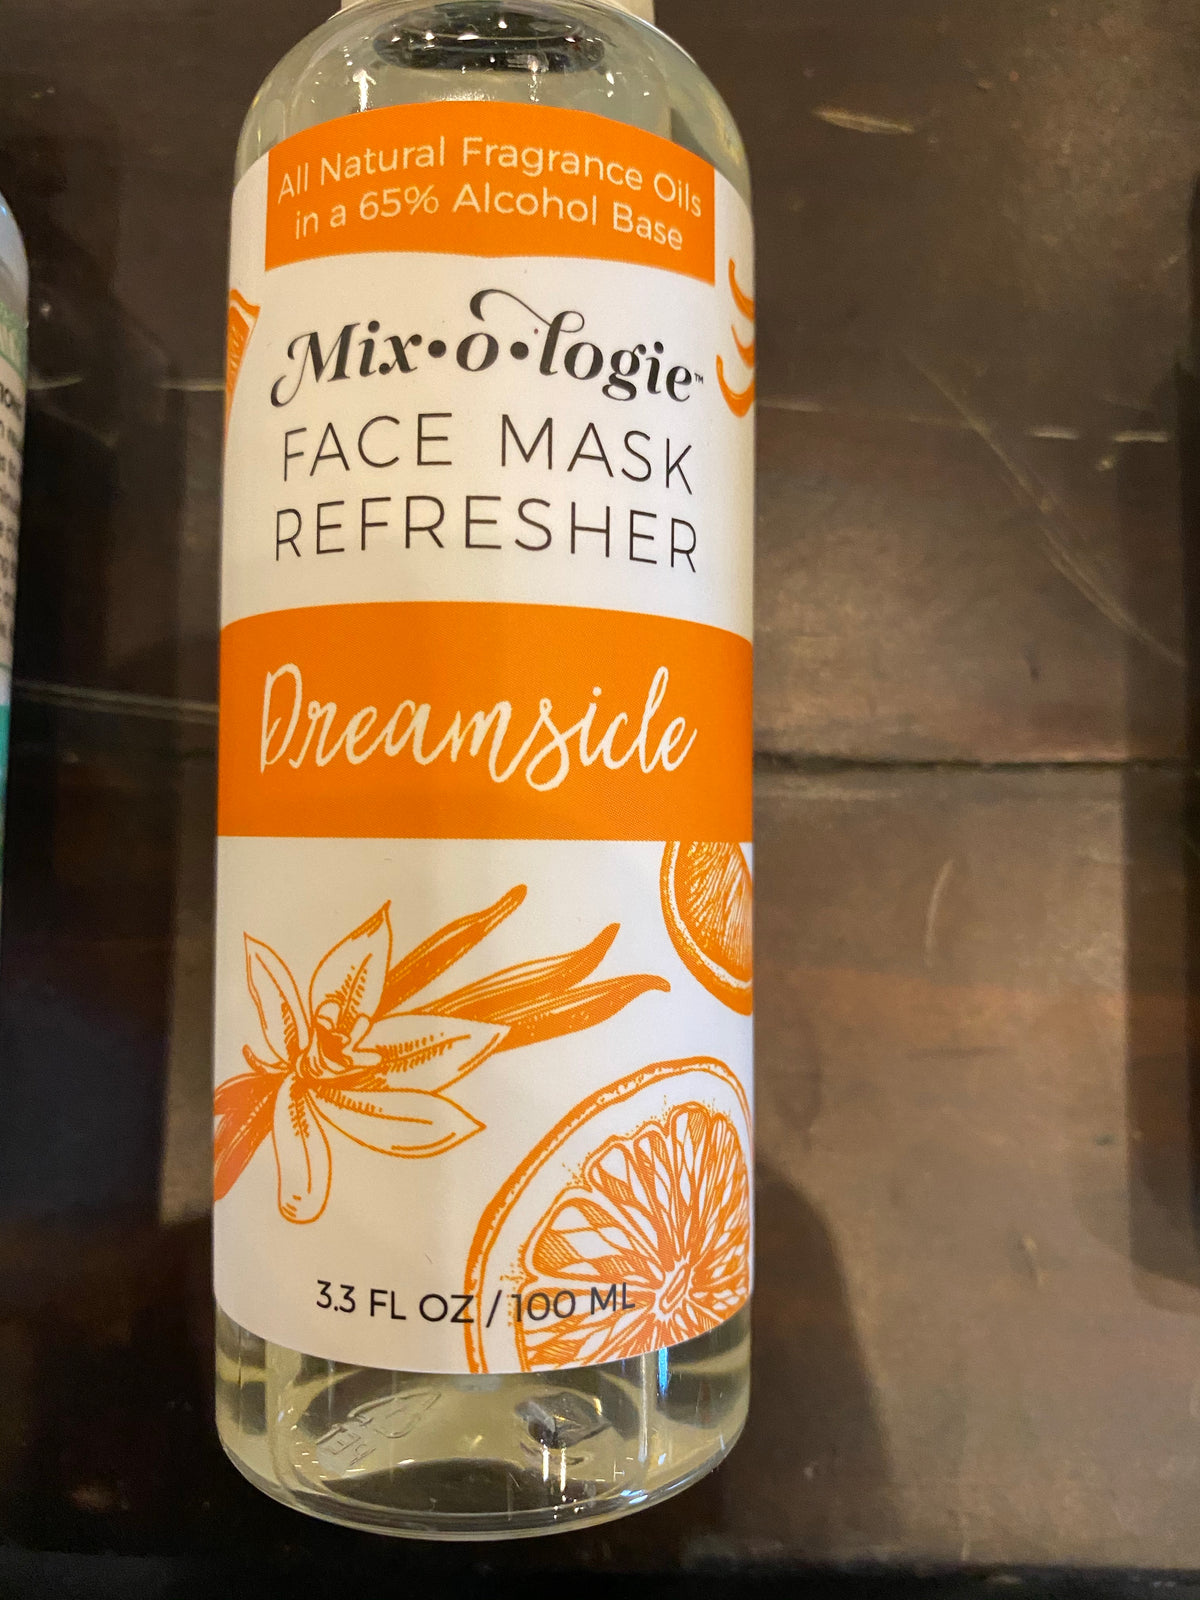 All Natural Fragrance Oils
in a 65% Alcohol Base
Mix•o•logie™
FACE MASK
REFRESHER
Dreamsicle
3.3 FL OZ / 100 ML